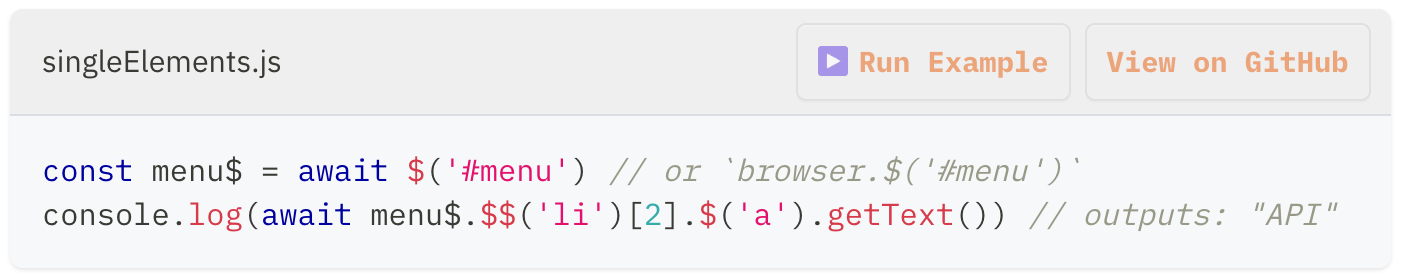 singleElements.js
▶ Run Example
View on GitHub
const menu$ = await $('#menu') // or `browser.$('#menu')`
console.log(await menu$.$$('li')[2].$('a').getText()) // outputs: "API"